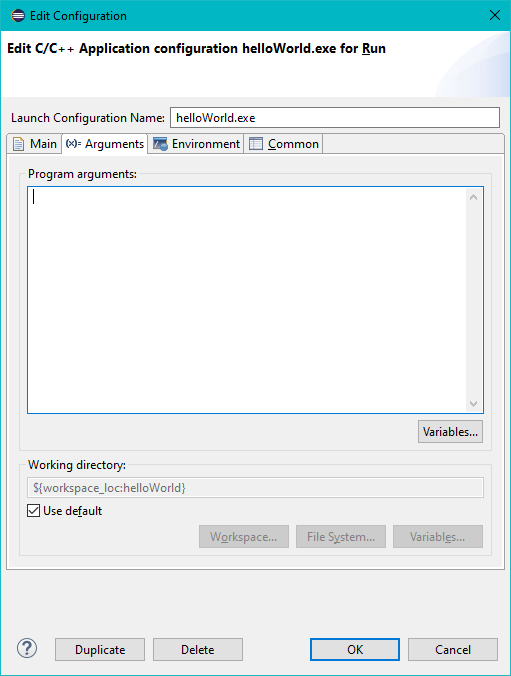 Edit Configuration
Edit C/C++ Application configuration helloWorld.exe for Run
Launch Configuration Name: helloWorld.exe
Main (x)= Arguments Environment Common
Program arguments:
Variables...
Working directory:
${workspace_loc:helloWorld}
Use default
Workspace... File System... Variables...
? Duplicate Delete OK Cancel